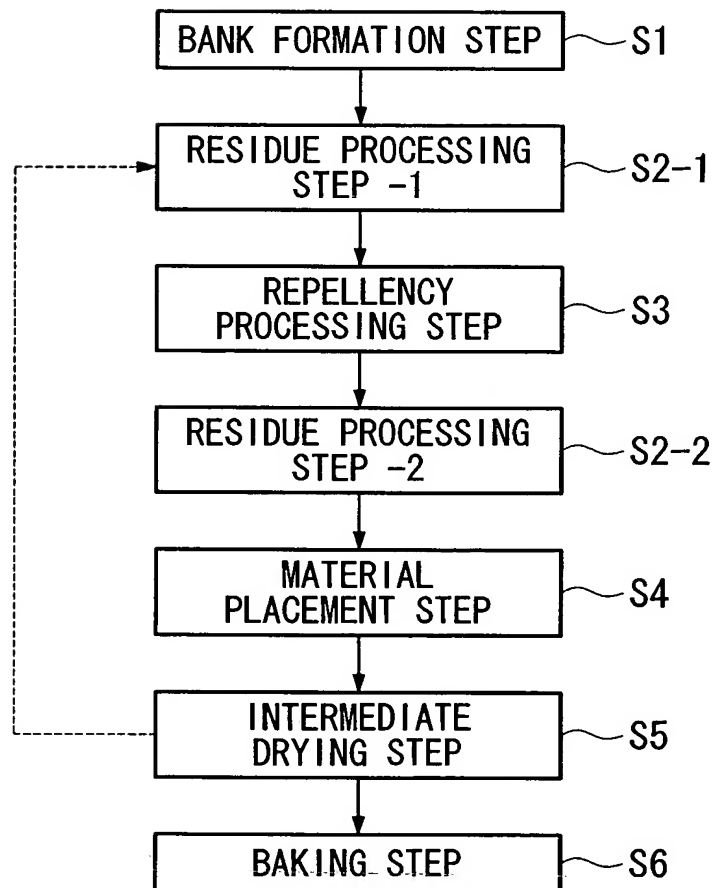 BANK FORMATION STEP S1
RESIDUE PROCESSING
STEP -1
S2-1
REPELLENCY
PROCESSING STEP
S3
RESIDUE PROCESSING
STEP -2
S2-2
MATERIAL
PLACEMENT STEP
S4
INTERMEDIATE
DRYING STEP
S5
BAKING STEP S6